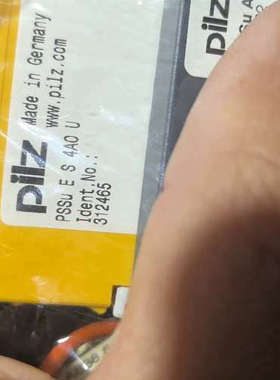 pilz
Made in Germany
www.pilz.com
PSSu E S 4AO U
Ident.No.:
312465
pilz